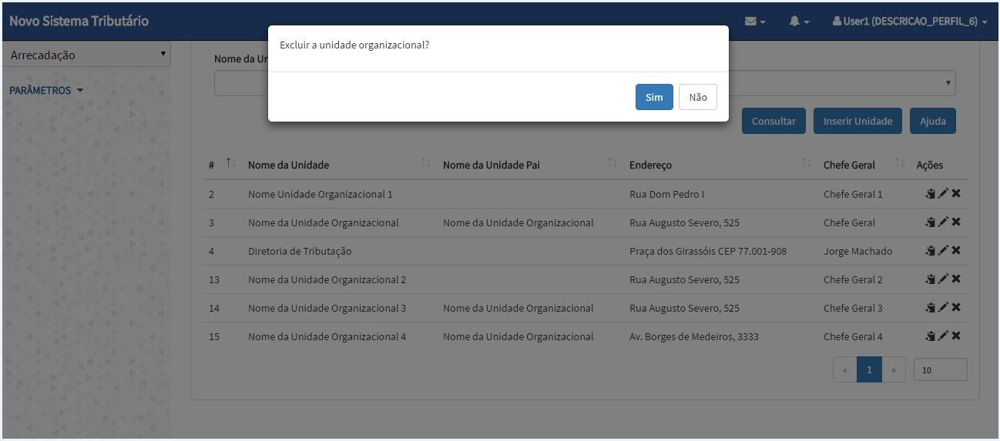 Novo Sistema Tributário
User1 (DESCRICAO_PERFIL_6)
Excluir a unidade organizacional?
Sim Não
Arrecadação
PARÂMETROS
Nome da Un
Consultar Inserir Unidade Ajuda
# Nome da Unidade Nome da Unidade Pai Endereço Chefe Geral Ações
2 Nome Unidade Organizacional 1 Rua Dom Pedro I Chefe Geral 1
3 Nome da Unidade Organizacional Nome da Unidade Organizacional Rua Augusto Severo, 525 Chefe Geral
4 Diretoria de Tributação Praça dos Girassóis CEP 77.001-908 Jorge Machado
13 Nome da Unidade Organizacional 2 Rua Augusto Severo, 525 Chefe Geral 2
14 Nome da Unidade Organizacional 3 Nome da Unidade Organizacional Rua Augusto Severo, 525 Chefe Geral 3
15 Nome da Unidade Organizacional 4 Nome da Unidade Organizacional Av. Borges de Medeiros, 3333 Chefe Geral 4
« 1 » 10